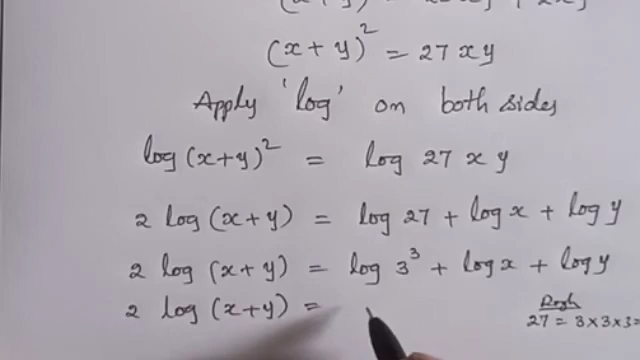 (x+y)² = 27xy
Apply 'log' on both sides
log(x+y)² = log 27 x y
2 log (x+y) = log 27 + log x + log y
2 log (x+y) = log 3³ + log x + log y
2 log (x+y) =
27 = 3×3×3=